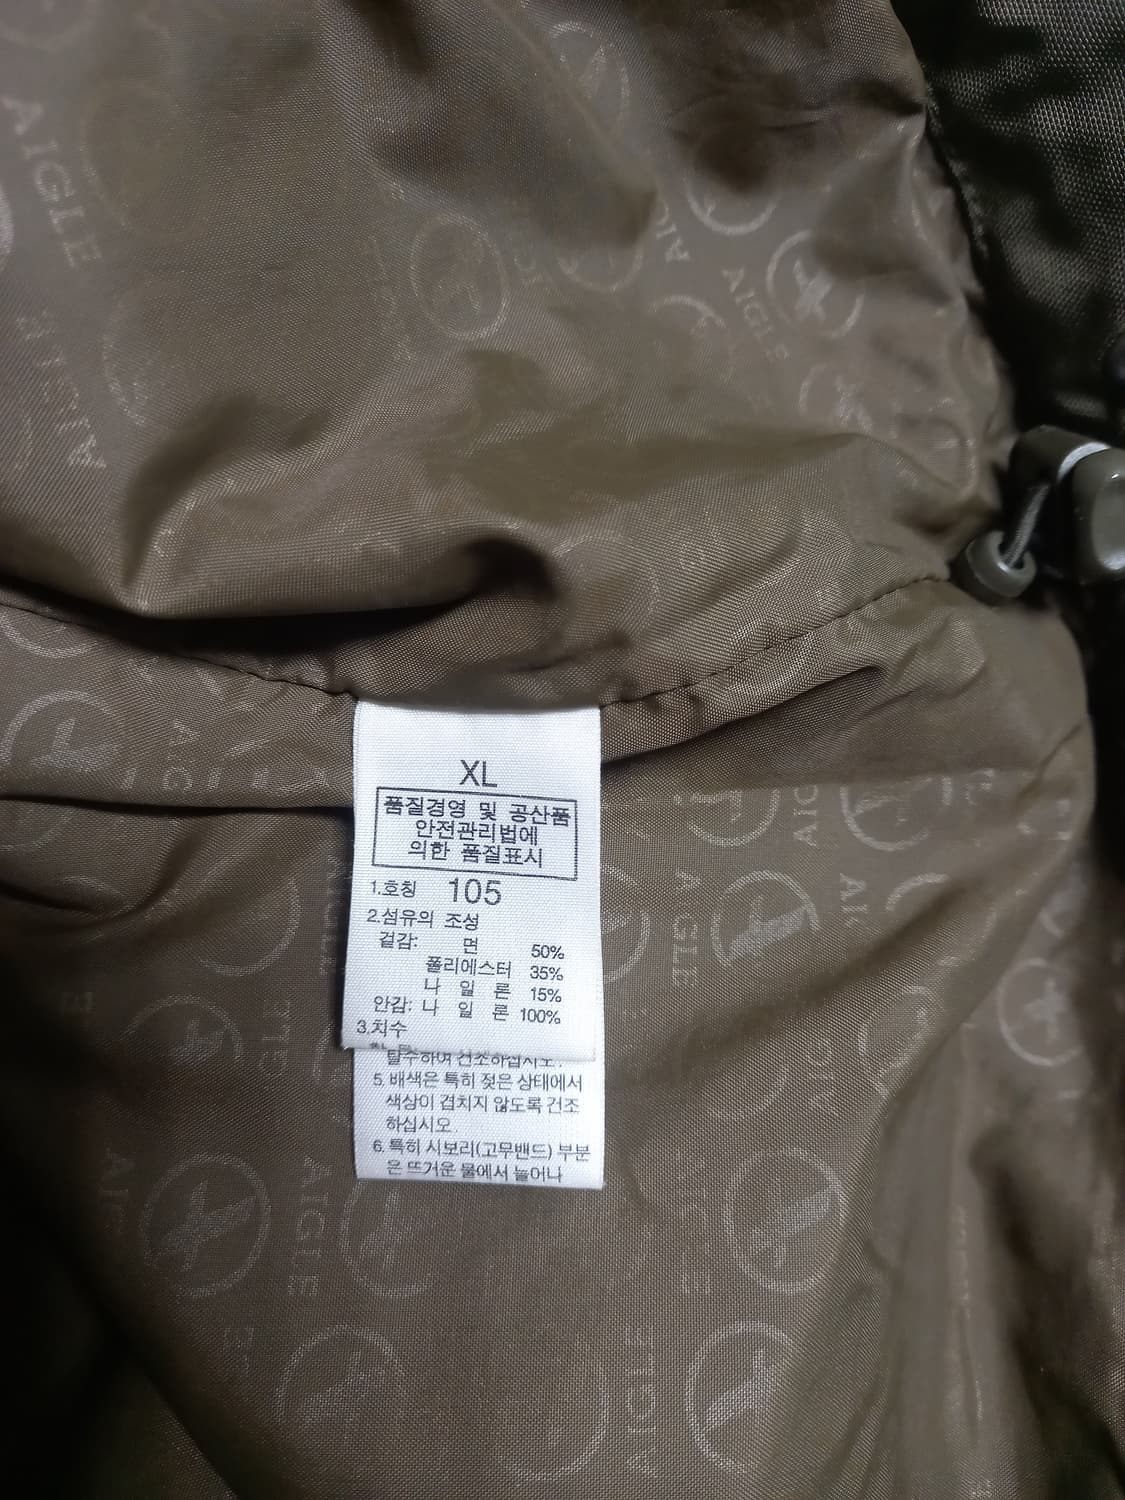 AIGLE
AIGLE
AIGLE
AIGLE
XL
품질경영 및 공산품
안전관리법에
의한 품질표시
1.호칭 105
2.섬유의 조성
겉감: 면 50%
폴리에스터 35%
나 일 론 15%
안감: 나 일 론 100%
3.치수
탈수하여 건조하십시오.
5. 배색은 특히 젖은 상태에서
색상이 겹치지 않도록 건조
하십시오.
6. 특히 시보리(고무밴드) 부분
은 뜨거운 물에서 늘어나
AIGLE
AIGLE
AIGLE